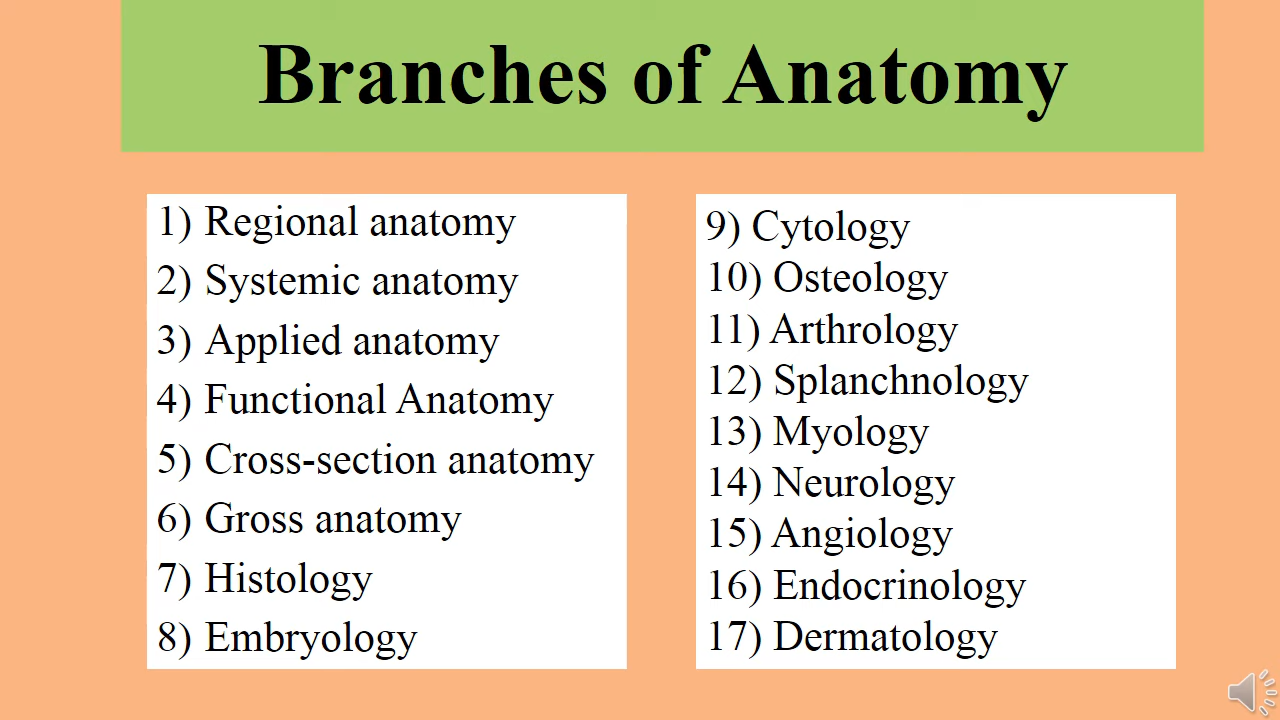 Branches of Anatomy
1) Regional anatomy
2) Systemic anatomy
3) Applied anatomy
4) Functional Anatomy
5) Cross-section anatomy
6) Gross anatomy
7) Histology
8) Embryology
9) Cytology
10) Osteology
11) Arthrology
12) Splanchnology
13) Myology
14) Neurology
15) Angiology
16) Endocrinology
17) Dermatology